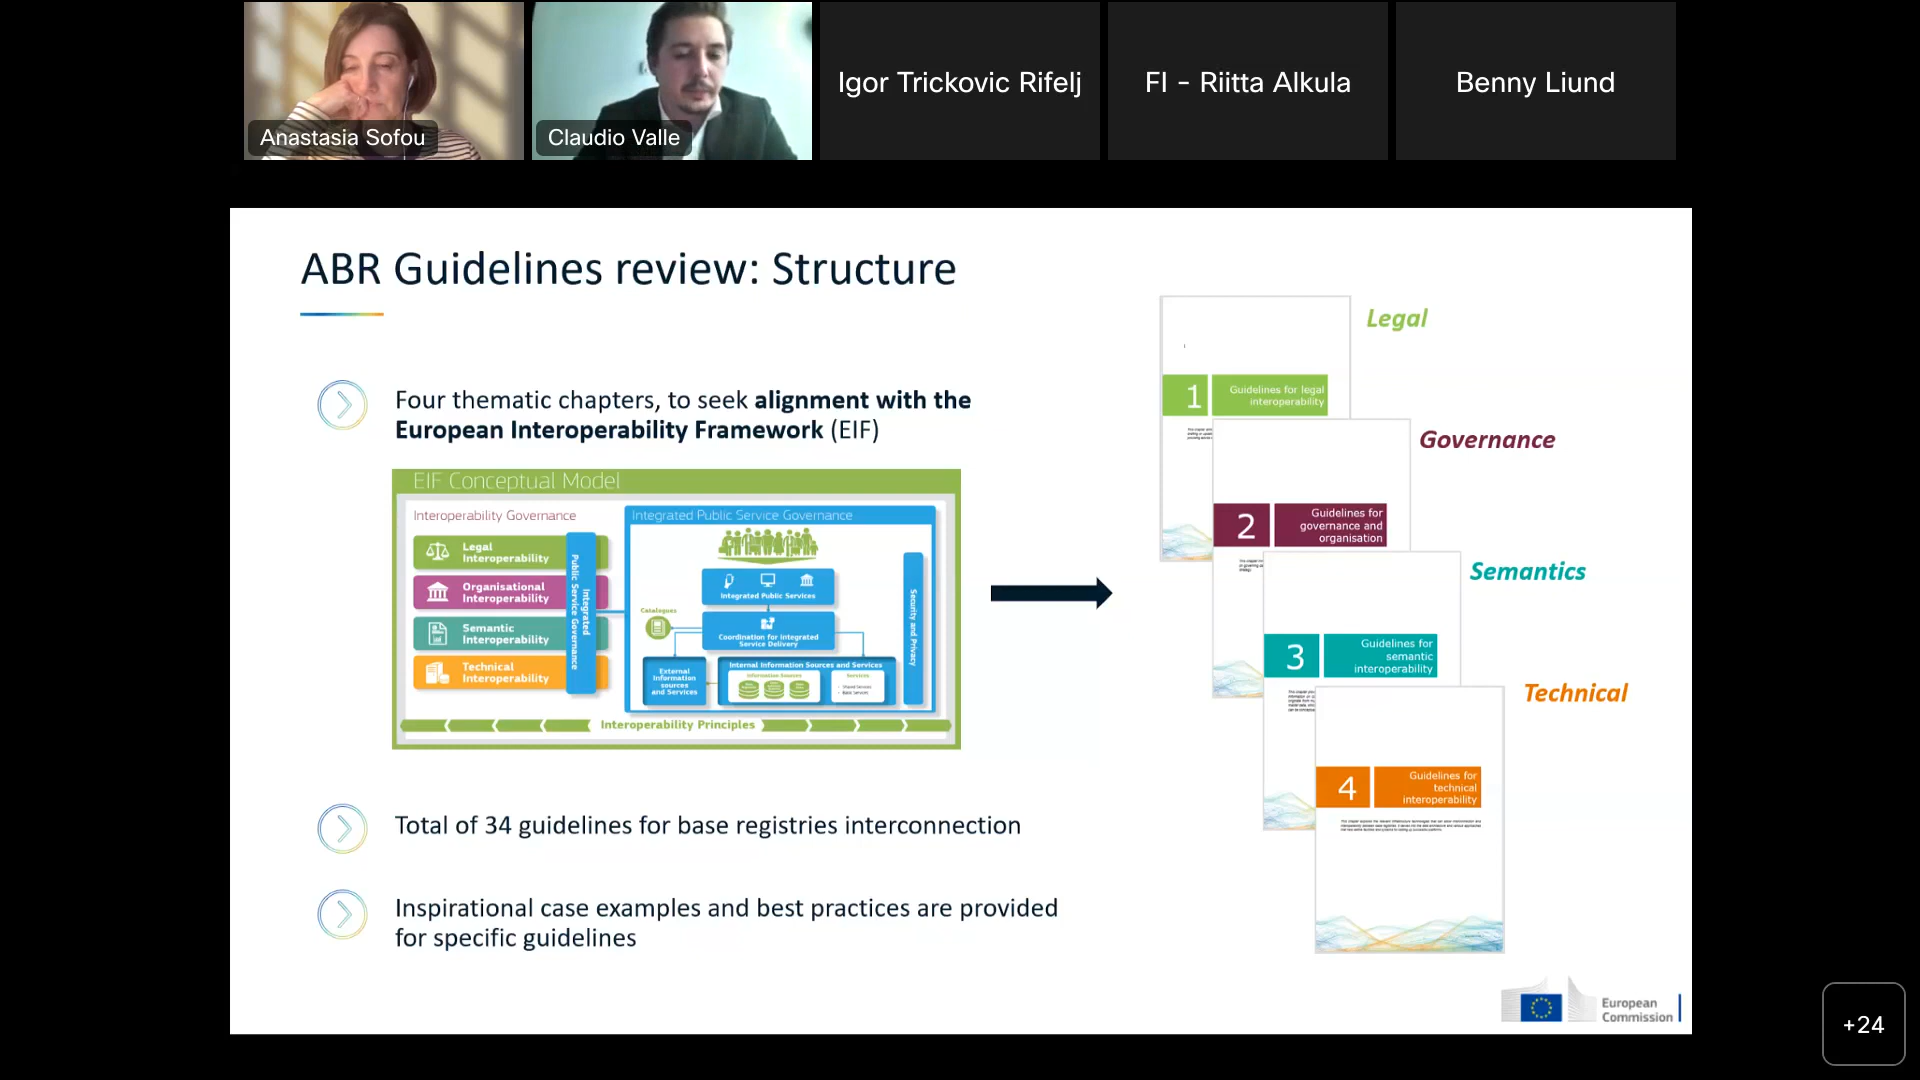 Anastasia Sofou
Claudio Valle
Igor Trickovic Rifelj
FI - Riitta Alkula
Benny Liund
ABR Guidelines review: Structure
Four thematic chapters, to seek alignment with the
European Interoperability Framework (EIF)
EIF Conceptual Model
Interoperability Governance
Legal
Interoperability
Organisational
Interoperability
Semantic
Interoperability
Technical
Interoperability
Integrated
Public Service Governance
Integrated Public Service Governance
Integrated Public Services
Catalogues
Coordination for integrated
Service Delivery
External
Information
sources
and Services
Internal Information Sources and Services
Information Sources
Services
Security and Privacy
Interoperability Principles
Total of 34 guidelines for base registries interconnection
Inspirational case examples and best practices are provided
for specific guidelines
Legal
1
Guidelines for legal
interoperability
Governance
2
Guidelines for
governance and
organisation
Semantics
3
Guidelines for
semantic
interoperability
Technical
4
Guidelines for
technical
interoperability
European
Commission
+24